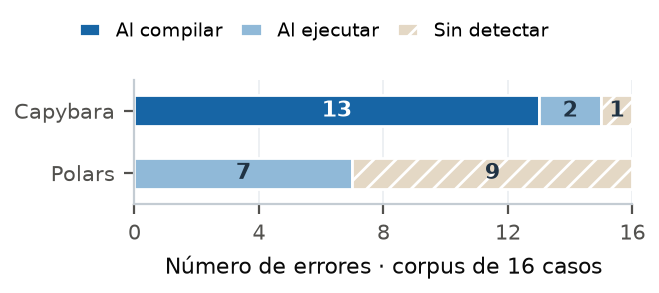 Al compilar Al ejecutar Sin detectar
Capybara 13 2 1
Polars 7 9
0 4 8 12 16
Número de errores · corpus de 16 casos